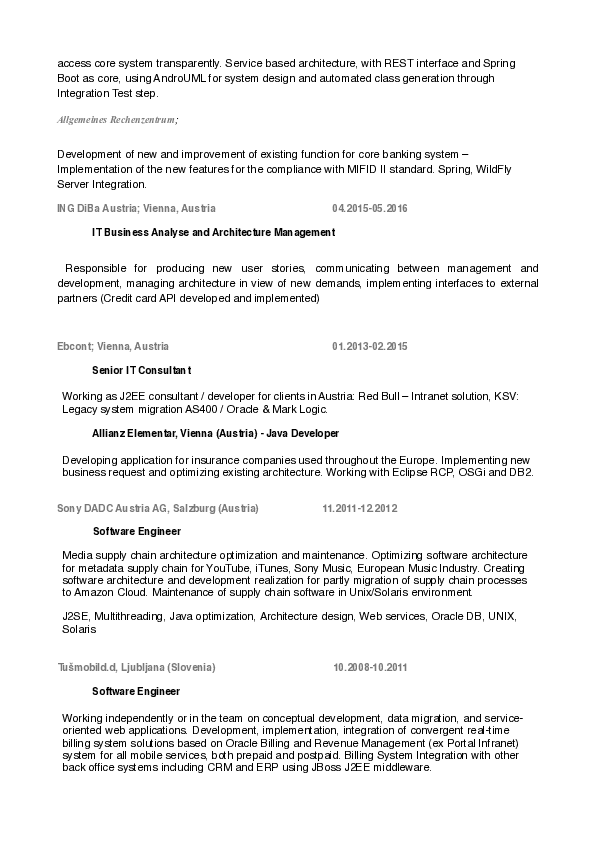 access core system transparently. Service based architecture, with REST interface and Spring
Boot as core, using AndroUML for system design and automated class generation through
Integration Test step.
Allgemeines Rechenzentrum;
Development of new and improvement of existing function for core banking system –
Implementation of the new features for the compliance with MIFID II standard. Spring, WildFly
Server Integration.
ING DiBa Austria; Vienna, Austria 04.2015-05.2016
IT Business Analyse and Architecture Management
Responsible for producing new user stories, communicating between management and
development, managing architecture in view of new demands, implementing interfaces to external
partners (Credit card API developed and implemented)
Ebcont; Vienna, Austria 01.2013-02.2015
Senior IT Consultant
Working as J2EE consultant / developer for clients in Austria: Red Bull – Intranet solution, KSV:
Legacy system migration AS400 / Oracle & Mark Logic.
Allianz Elementar, Vienna (Austria) - Java Developer
Developing application for insurance companies used throughout the Europe. Implementing new
business request and optimizing existing architecture. Working with Eclipse RCP, OSGi and DB2.
Sony DADC Austria AG, Salzburg (Austria) 11.2011-12.2012
Software Engineer
Media supply chain architecture optimization and maintenance. Optimizing software architecture
for metadata supply chain for YouTube, iTunes, Sony Music, European Music Industry. Creating
software architecture and development realization for partly migration of supply chain processes
to Amazon Cloud. Maintenance of supply chain software in Unix/Solaris environment.
J2SE, Multithreading, Java optimization, Architecture design, Web services, Oracle DB, UNIX,
Solaris
Tušmobil d.d, Ljubljana (Slovenia) 10.2008-10.2011
Software Engineer
Working independently or in the team on conceptual development, data migration, and service-
oriented web applications. Development, implementation, integration of convergent real-time
billing system solutions based on Oracle Billing and Revenue Management (ex Portal Infranet)
system for all mobile services, both prepaid and postpaid. Billing System Integration with other
back office systems including CRM and ERP using JBoss J2EE middleware.